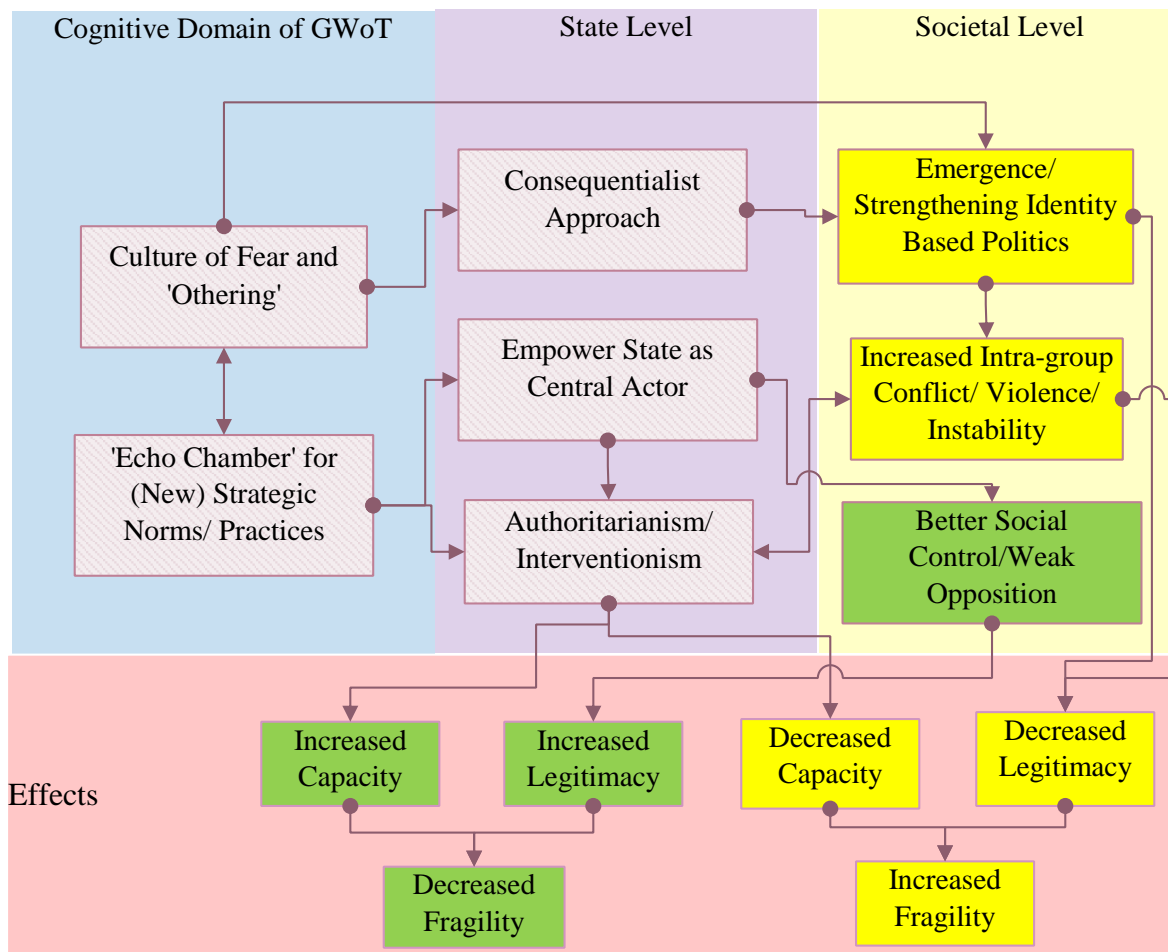 Cognitive Domain of GWoT
State Level
Societal Level
Consequentialist
Approach
Emergence/
Strengthening Identity
Based Politics
Culture of Fear and
'Othering'
Empower State as
Central Actor
Increased Intra-group
Conflict/ Violence/
Instability
'Echo Chamber' for
(New) Strategic
Norms/ Practices
Authoritarianism/
Interventionism
Better Social
Control/Weak
Opposition
Effects
Increased
Capacity
Increased
Legitimacy
Decreased
Capacity
Decreased
Legitimacy
Decreased
Fragility
Increased
Fragility